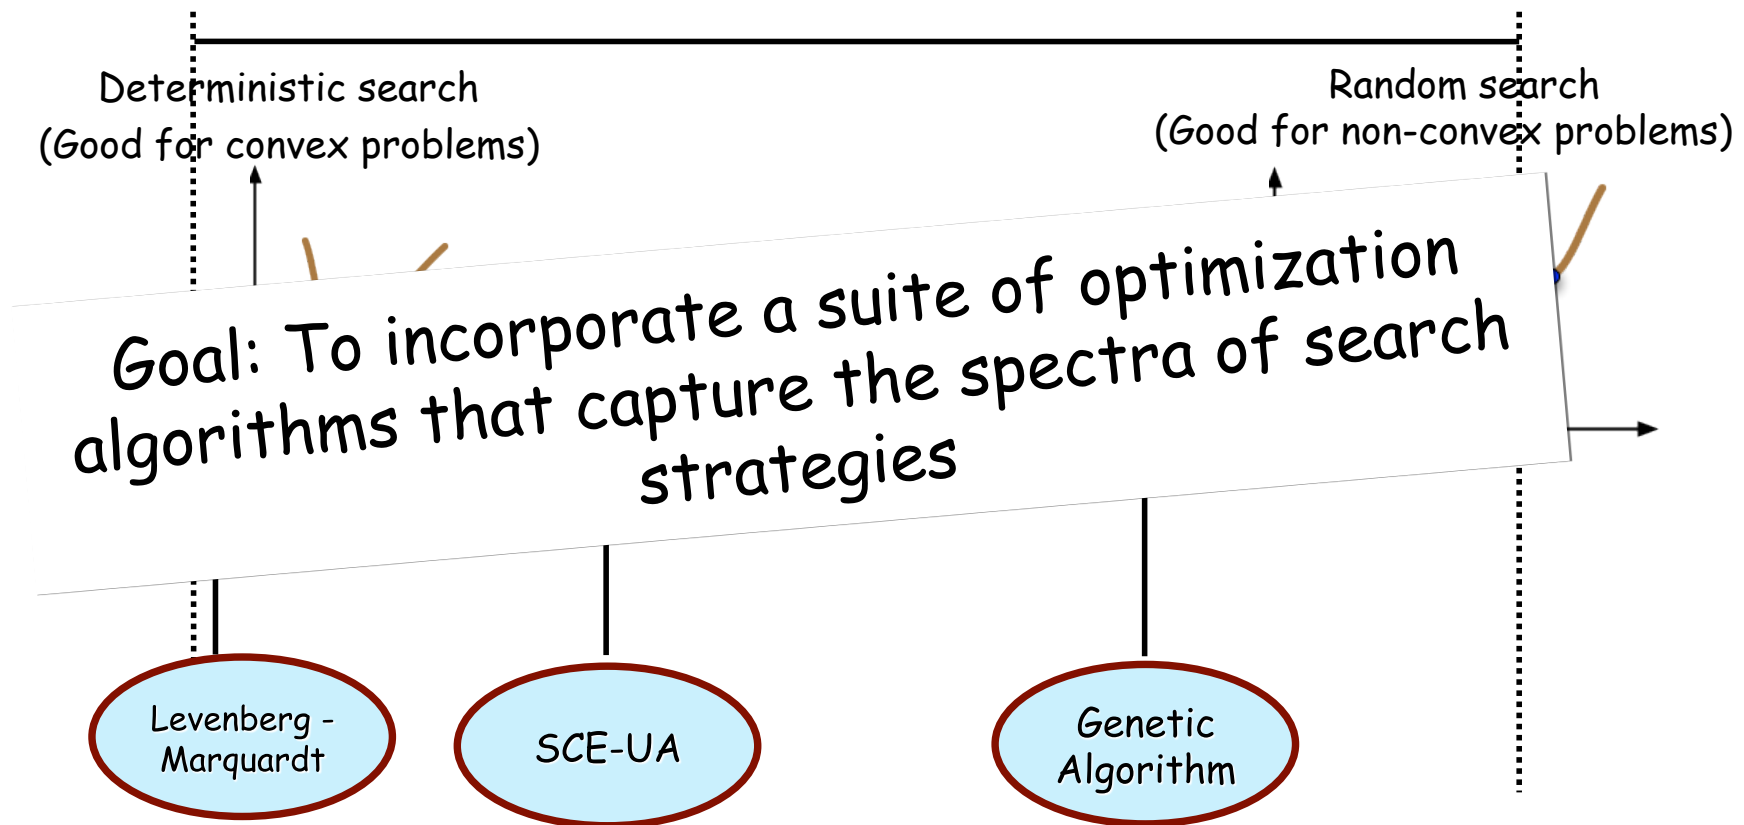 Deterministic search
(Good for convex problems)
Random search
(Good for non-convex problems)
Goal: To incorporate a suite of optimization
algorithms that capture the spectra of search
strategies
Levenberg -
Marquardt
SCE-UA
Genetic
Algorithm